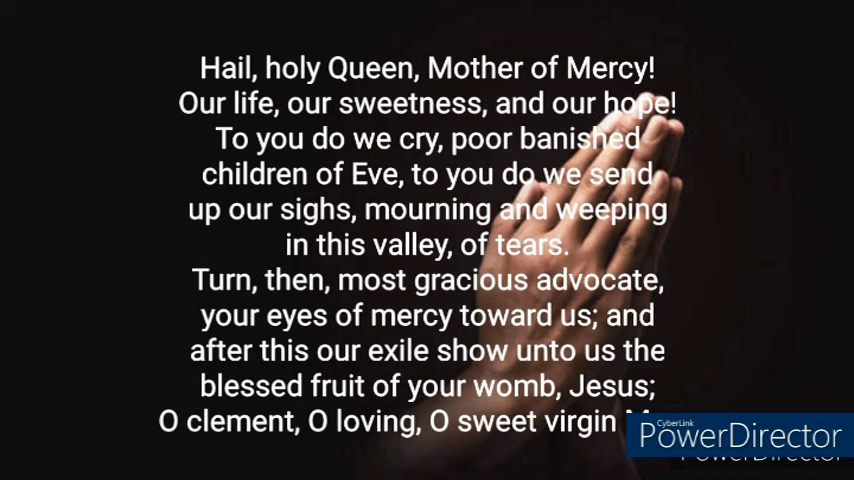 Hail, holy Queen, Mother of Mercy!
Our life, our sweetness, and our hope!
To you do we cry, poor banished
children of Eve, to you do we send
up our sighs, mourning and weeping
in this valley, of tears.
Turn, then, most gracious advocate,
your eyes of mercy toward us; and
after this our exile show unto us the
blessed fruit of your womb, Jesus;
O clement, O loving, O sweet virgin
CyberLink
PowerDirector
PowerDirector